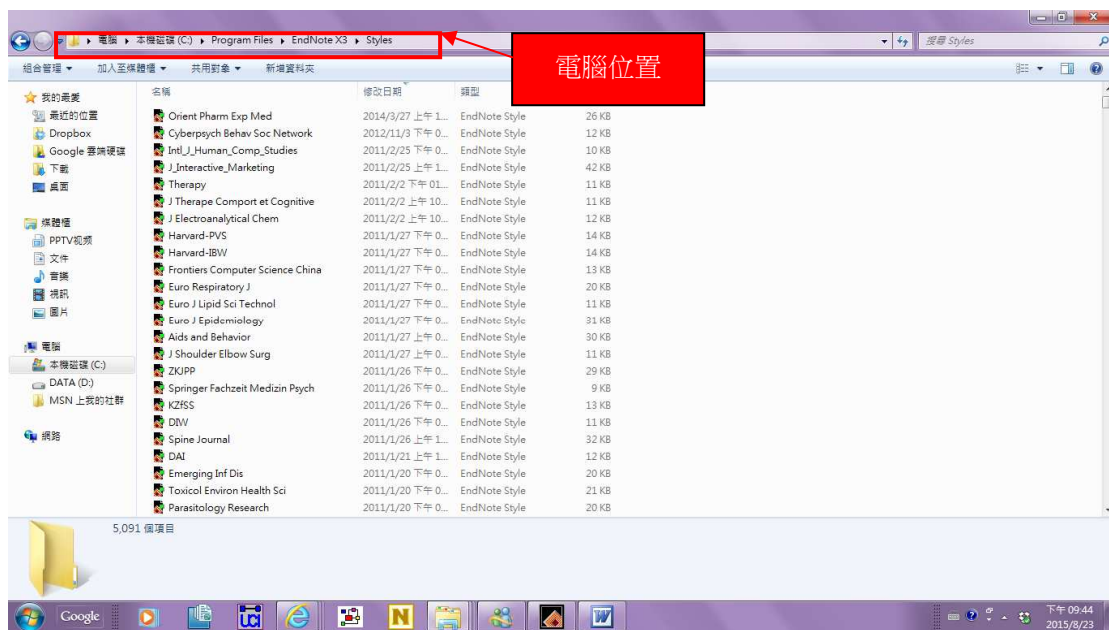 電腦 ▸ 本機磁碟 (C:) ▸ Program Files ▸ EndNote X3 ▸ Styles
搜尋 Styles
電腦位置
組合管理 加入至媒體櫃 共用對象 新增資料夾
名稱 修改日期 類型
我的最愛
最近的位置
Dropbox
Google 雲端硬碟
下載
桌面
媒體櫃
PPTV视频
文件
音樂
視訊
圖片
電腦
本機磁碟 (C:)
DATA (D:)
MSN 上我的社群
網路
Orient Pharm Exp Med 2014/3/27 上午 1... EndNote Style 26 KB
Cyberpsych Behav Soc Network 2012/11/3 下午 0... EndNote Style 12 KB
Intl_J_Human_Comp_Studies 2011/2/25 下午 0... EndNote Style 10 KB
J_Interactive_Marketing 2011/2/25 上午 1... EndNote Style 42 KB
Therapy 2011/2/2 下午 01... EndNote Style 11 KB
J Therape Comport et Cognitive 2011/2/2 上午 10... EndNote Style 11 KB
J Electroanalytical Chem 2011/2/2 上午 10... EndNote Style 12 KB
Harvard-PVS 2011/1/27 下午 0... EndNote Style 14 KB
Harvard-IBW 2011/1/27 下午 0... EndNote Style 14 KB
Frontiers Computer Science China 2011/1/27 下午 0... EndNote Style 13 KB
Euro Respiratory J 2011/1/27 下午 0... EndNote Style 20 KB
Euro J Lipid Sci Technol 2011/1/27 下午 0... EndNote Style 11 KB
Euro J Epidemiology 2011/1/27 下午 0... EndNote Style 31 KB
Aids and Behavior 2011/1/27 上午 0... EndNote Style 30 KB
J Shoulder Elbow Surg 2011/1/27 上午 0... EndNote Style 11 KB
ZKJPP 2011/1/26 下午 0... EndNote Style 29 KB
Springer Fachzeit Medizin Psych 2011/1/26 下午 0... EndNote Style 9 KB
KZfSS 2011/1/26 下午 0... EndNote Style 13 KB
DIW 2011/1/26 下午 0... EndNote Style 11 KB
Spine Journal 2011/1/26 上午 1... EndNote Style 32 KB
DAI 2011/1/21 上午 1... EndNote Style 12 KB
Emerging Inf Dis 2011/1/20 下午 0... EndNote Style 20 KB
Toxicol Environ Health Sci 2011/1/20 下午 0... EndNote Style 21 KB
Parasitology Research 2011/1/20 下午 0... EndNote Style 20 KB
5,091 個項目
Google
UCI
N
W
下午 09:44
2015/8/23